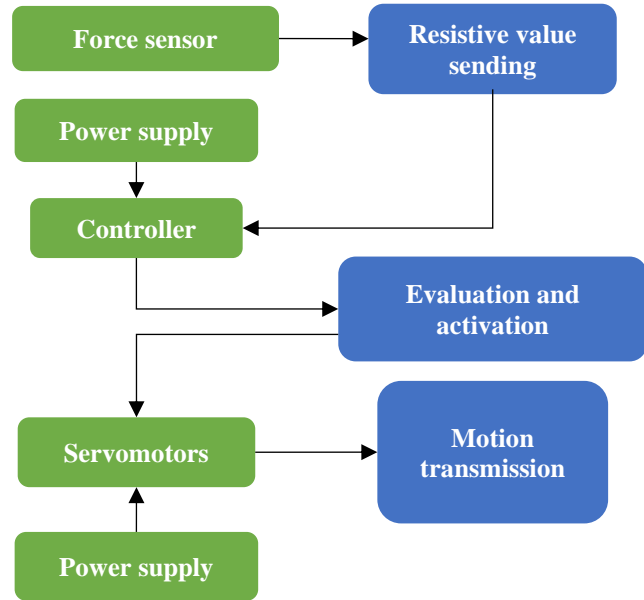 Force sensor
Resistive value
sending
Power supply
Controller
Evaluation and
activation
Servomotors
Motion
transmission
Power supply